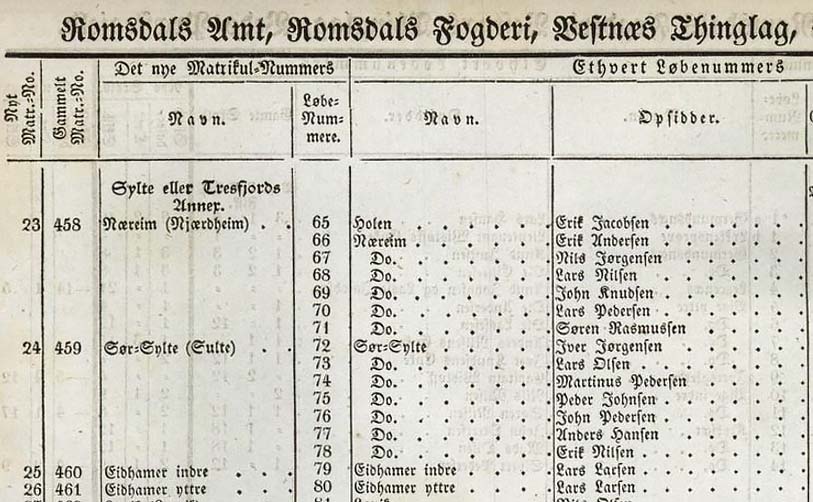 Romsdals Amt, Romsdals Fogderi, Vestnæs Thinglag,
Nyt Matr.-No.
Gammelt Matr.-No.
Det nye Matrikul-Nummers
Ethvert Løbenummers
Navn.
Løbe-
Num-
mere.
Navn.
Opsidder.
Sylte eller Tresfjords
Annex.
23 458 Næreim (Njærdheim) . . 65 Holen . . . . . Erik Jacobsen . . . . .
66 Næreim . . . . . Erik Andersen . . . . .
67 Do. . . . . Nils Jørgensen . . . . .
68 Do. . . . . Lars Nilsen . . . . .
69 Do. . . . . John Knudsen . . . . .
70 Do. . . . . Lars Pedersen . . . . .
71 Do. . . . . Søren Rasmussen . . . .
24 459 Sør-Sylte (Sulte) . . 72 Sør-Sylte . . . . Iver Jørgensen . . . . .
73 Do. . . . . Lars Olsen . . . . .
74 Do. . . . . Martinus Pedersen . . . .
75 Do. . . . . Peder Johnsen . . . . .
76 Do. . . . . John Pedersen . . . . .
77 Do. . . . . Anders Hansen . . . . .
78 Do. . . . . Erik Nilsen . . . . .
25 460 Eidhamer indre . . . 79 Eidhamer indre . . . Lars Larsen . . . . .
26 461 Eidhamer yttre . . . 80 Eidhamer yttre . . . Lars Larsen . . . . .